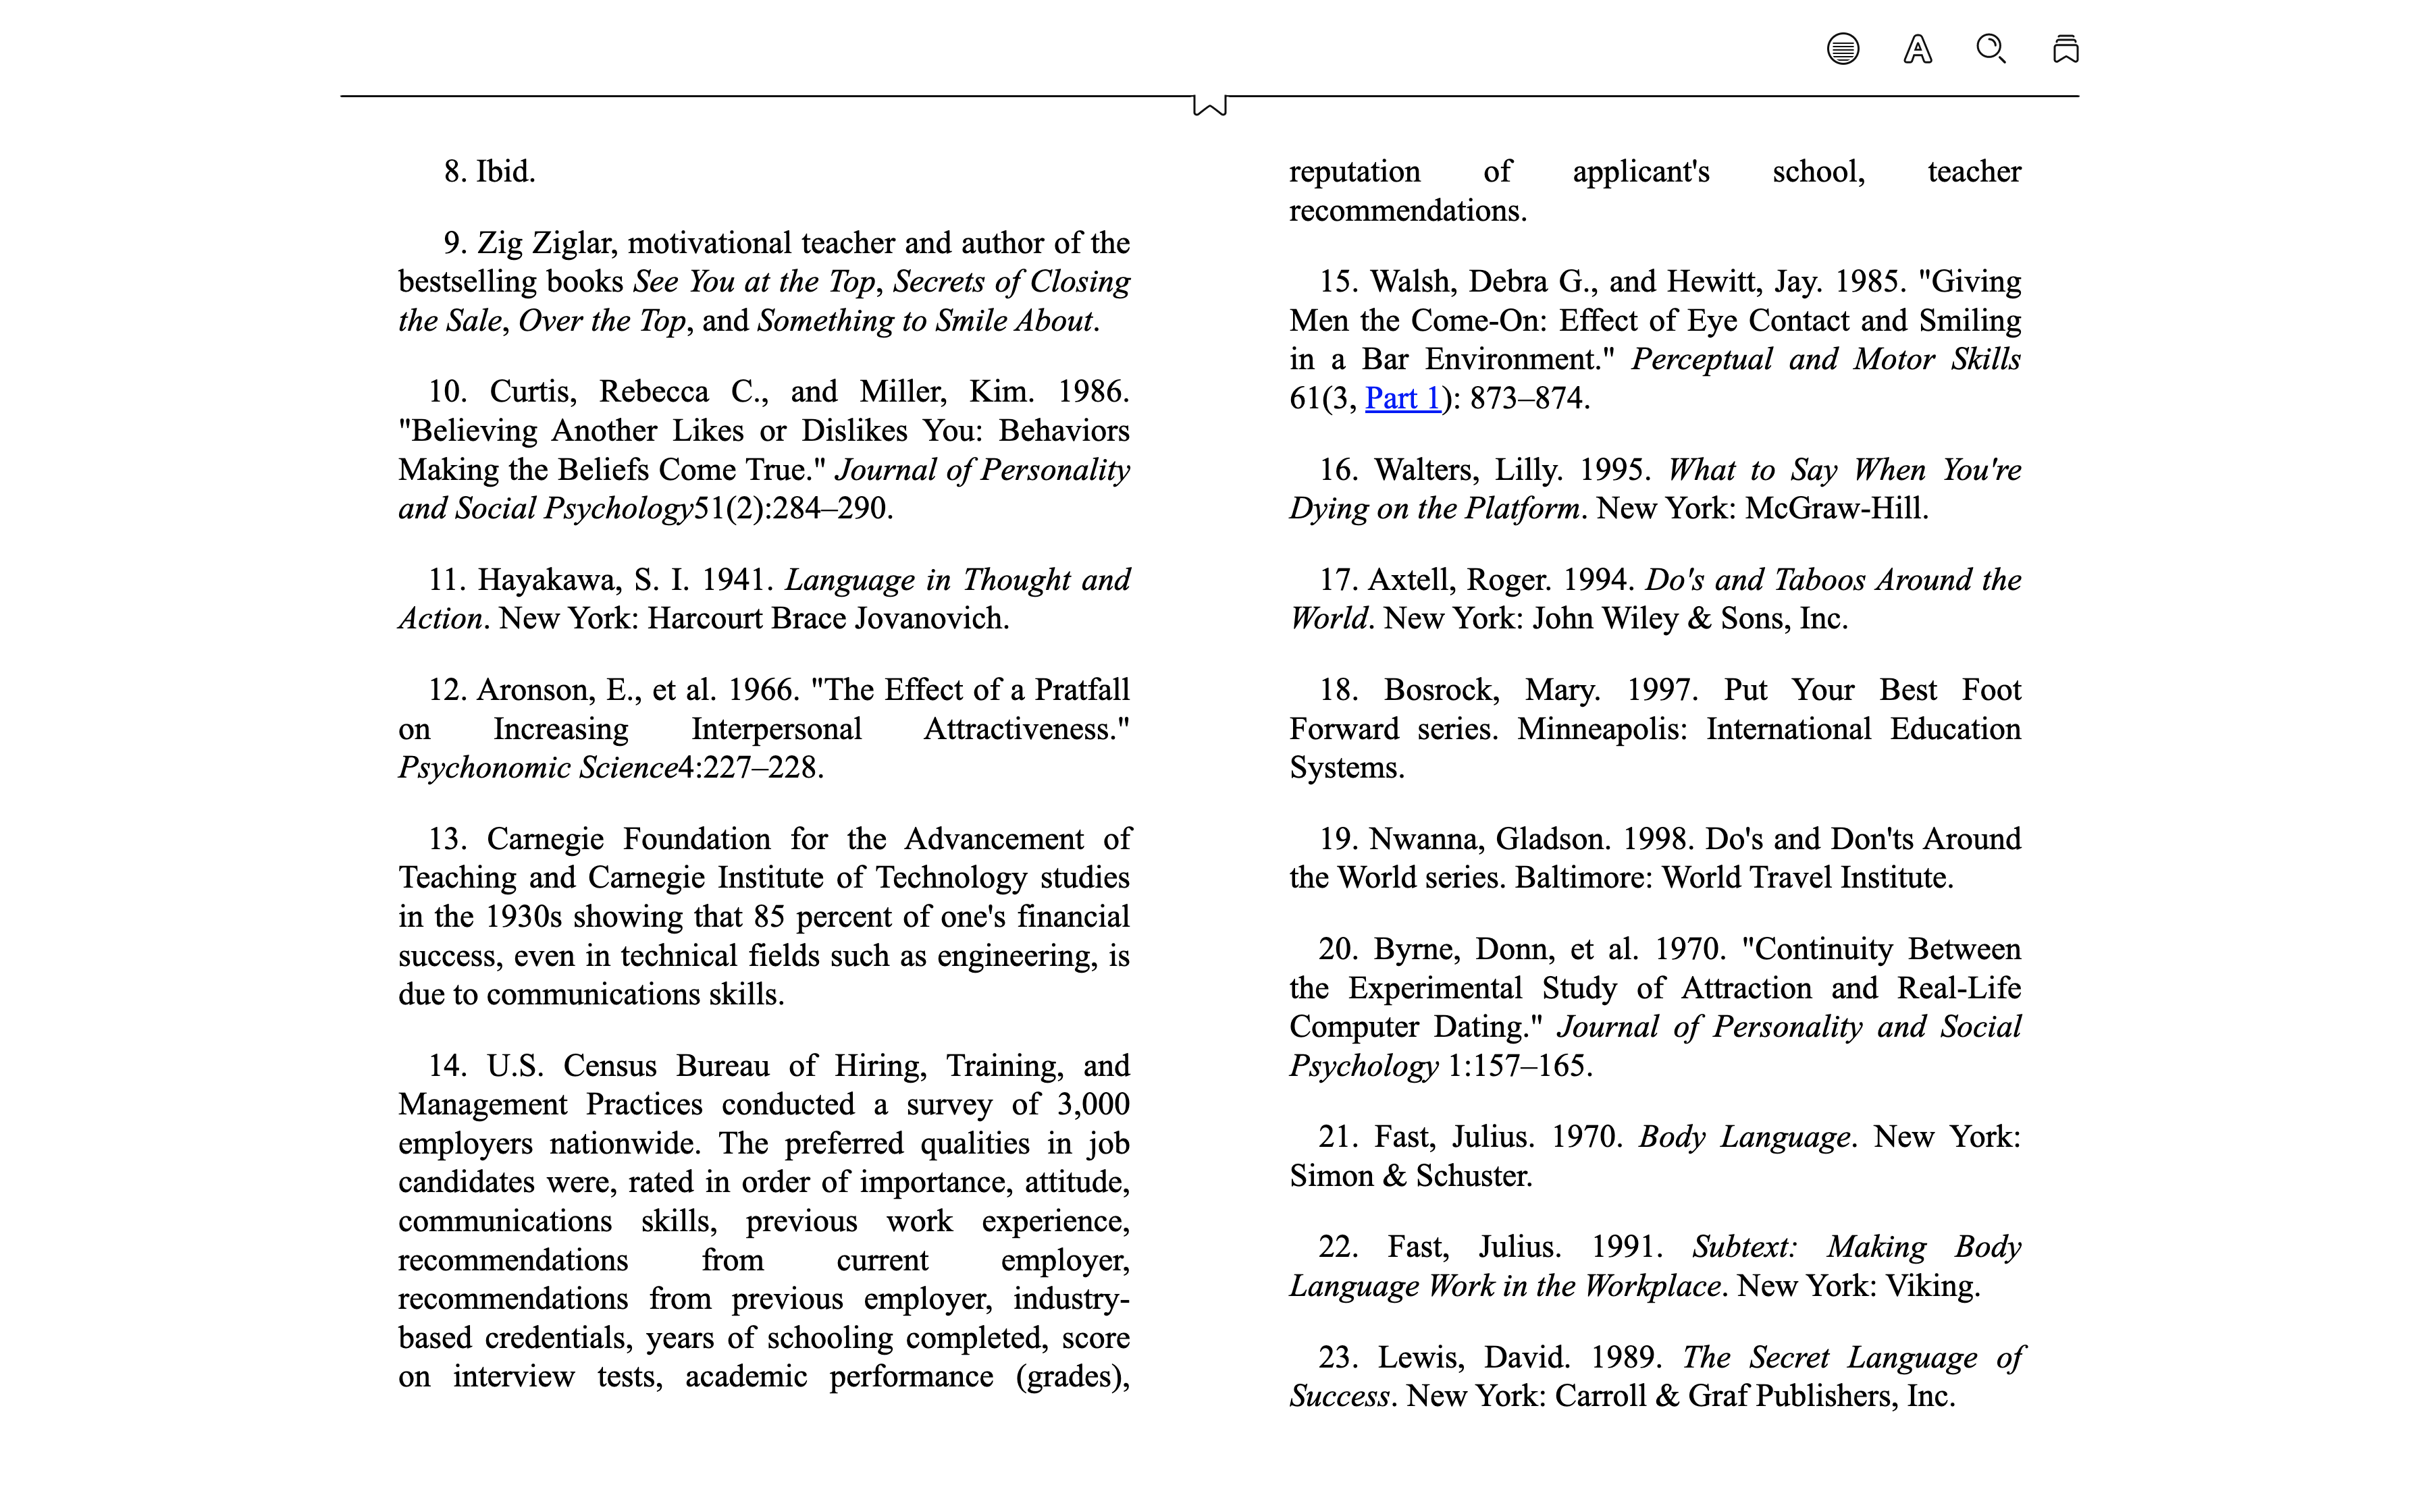 8. Ibid.
9. Zig Ziglar, motivational teacher and author of the
bestselling books See You at the Top, Secrets of Closing
the Sale, Over the Top, and Something to Smile About.
10. Curtis, Rebecca C., and Miller, Kim. 1986.
"Believing Another Likes or Dislikes You: Behaviors
Making the Beliefs Come True." Journal of Personality
and Social Psychology51(2):284–290.
11. Hayakawa, S. I. 1941. Language in Thought and
Action. New York: Harcourt Brace Jovanovich.
12. Aronson, E., et al. 1966. "The Effect of a Pratfall
on Increasing Interpersonal Attractiveness."
Psychonomic Science4:227–228.
13. Carnegie Foundation for the Advancement of
Teaching and Carnegie Institute of Technology studies
in the 1930s showing that 85 percent of one's financial
success, even in technical fields such as engineering, is
due to communications skills.
14. U.S. Census Bureau of Hiring, Training, and
Management Practices conducted a survey of 3,000
employers nationwide. The preferred qualities in job
candidates were, rated in order of importance, attitude,
communications skills, previous work experience,
recommendations from current employer,
recommendations from previous employer, industry-
based credentials, years of schooling completed, score
on interview tests, academic performance (grades),
reputation of applicant's school, teacher
recommendations.
15. Walsh, Debra G., and Hewitt, Jay. 1985. "Giving
Men the Come-On: Effect of Eye Contact and Smiling
in a Bar Environment." Perceptual and Motor Skills
61(3, Part 1): 873–874.
16. Walters, Lilly. 1995. What to Say When You're
Dying on the Platform. New York: McGraw-Hill.
17. Axtell, Roger. 1994. Do's and Taboos Around the
World. New York: John Wiley & Sons, Inc.
18. Bosrock, Mary. 1997. Put Your Best Foot
Forward series. Minneapolis: International Education
Systems.
19. Nwanna, Gladson. 1998. Do's and Don'ts Around
the World series. Baltimore: World Travel Institute.
20. Byrne, Donn, et al. 1970. "Continuity Between
the Experimental Study of Attraction and Real-Life
Computer Dating." Journal of Personality and Social
Psychology 1:157–165.
21. Fast, Julius. 1970. Body Language. New York:
Simon & Schuster.
22. Fast, Julius. 1991. Subtext: Making Body
Language Work in the Workplace. New York: Viking.
23. Lewis, David. 1989. The Secret Language of
Success. New York: Carroll & Graf Publishers, Inc.